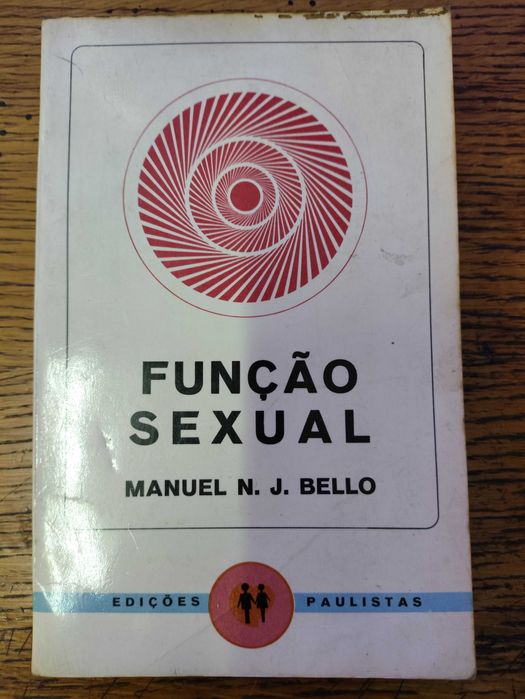 FUNÇÃO
SEXUAL
MANUEL N. J. BELLO
EDIÇÕES PAULISTAS